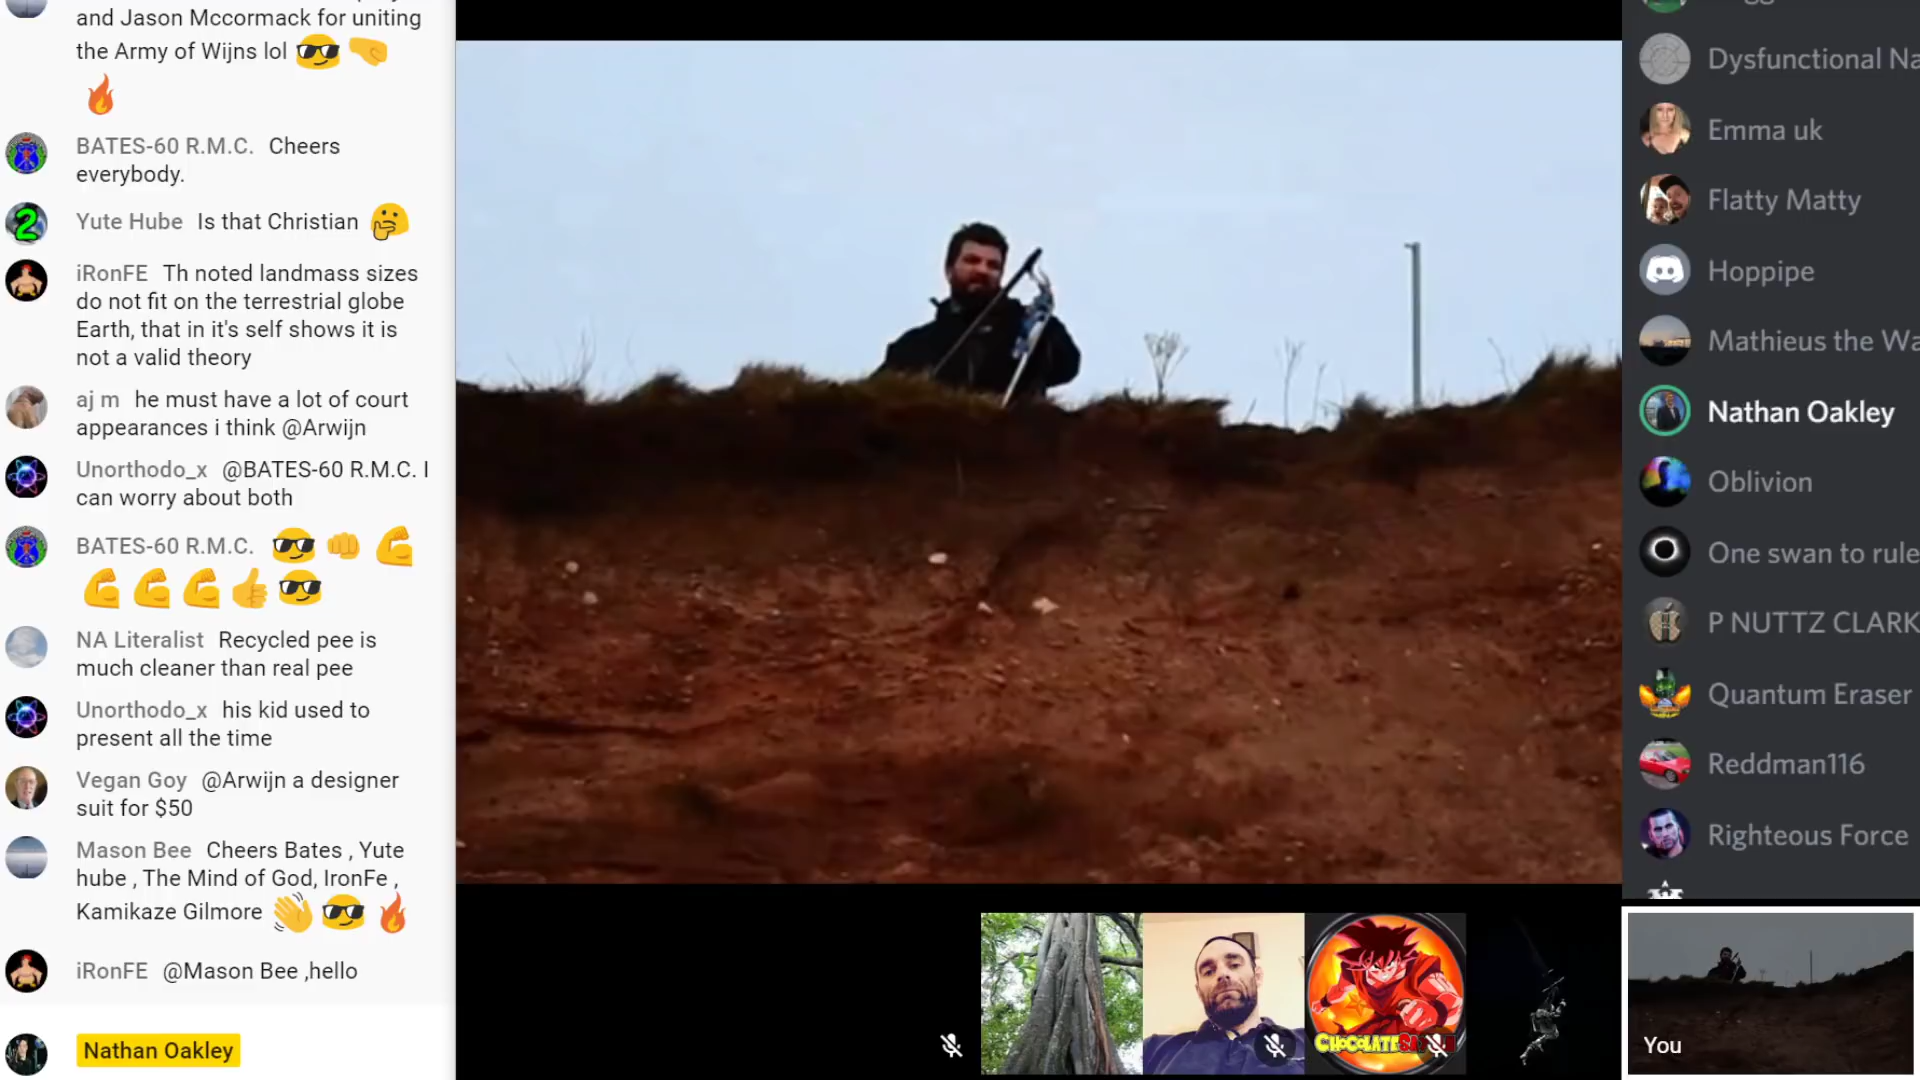 and Jason Mccormack for uniting
the Army of Wijns lol
BATES-60 R.M.C. Cheers
everybody.
Yute Hube Is that Christian
iRonFE Th noted landmass sizes
do not fit on the terrestrial globe
Earth, that in it's self shows it is
not a valid theory
aj m he must have a lot of court
appearances i think @Arwijn
Unorthodo_x @BATES-60 R.M.C. I
can worry about both
BATES-60 R.M.C.
NA Literalist Recycled pee is
much cleaner than real pee
Unorthodo_x his kid used to
present all the time
Vegan Goy @Arwijn a designer
suit for $50
Mason Bee Cheers Bates , Yute
hube , The Mind of God, IronFe ,
Kamikaze Gilmore
iRonFE @Mason Bee ,hello
Nathan Oakley
Dysfunctional Na
Emma uk
Flatty Matty
Hoppipe
Mathieus the Wa
Nathan Oakley
Oblivion
One swan to rule
P NUTTZ CLARK
Quantum Eraser
Reddman116
Righteous Force
You